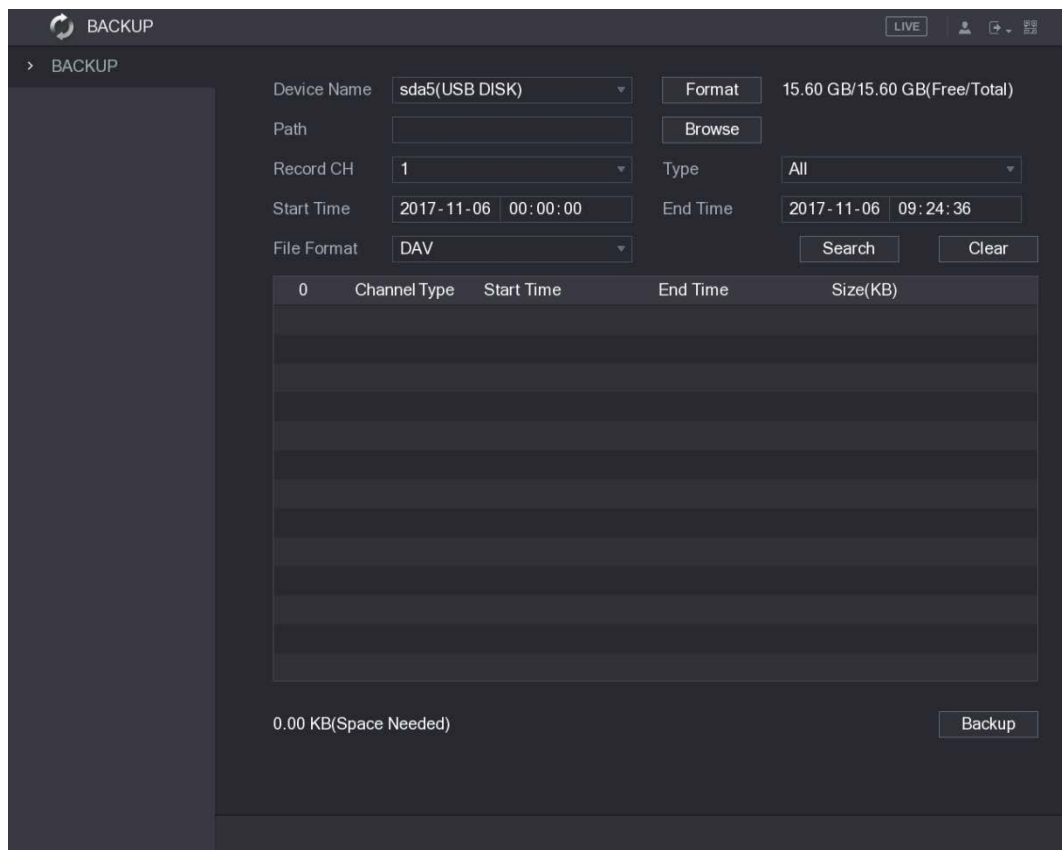 BACKUP LIVE
> BACKUP
Device Name sda5(USB DISK) Format 15.60 GB/15.60 GB(Free/Total)
Path Browse
Record CH 1 Type All
Start Time 2017-11-06 00:00:00 End Time 2017-11-06 09:24:36
File Format DAV Search Clear
0 Channel Type Start Time End Time Size(KB)
0.00 KB(Space Needed) Backup